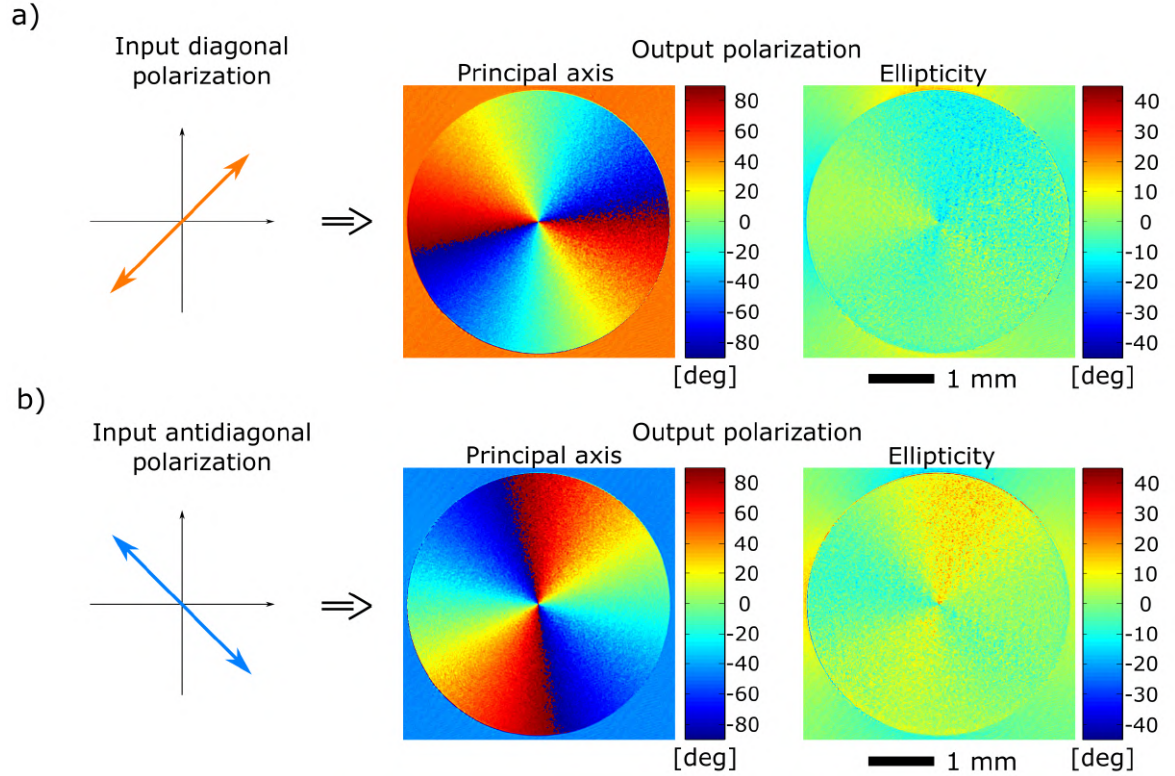 a)
Input diagonal
polarization
Output polarization
Principal axis
Ellipticity
80
60
40
20
0
-20
-40
-60
-80
[deg]
40
30
20
10
0
-10
-20
-30
-40
[deg]
1 mm
b)
Input antidiagonal
polarization
Output polarization
Principal axis
Ellipticity
80
60
40
20
0
-20
-40
-60
-80
[deg]
40
30
20
10
0
-10
-20
-30
-40
[deg]
1 mm